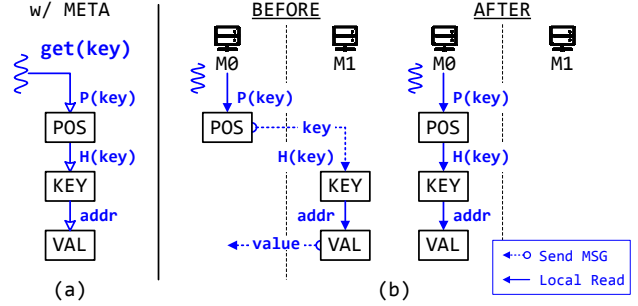 w/ META
get(key)
P(key)
POS
H(key)
KEY
addr
VAL
(a)
BEFORE
AFTER
M0
M1
M0
M1
P(key)
P(key)
POS
key
POS
H(key)
H(key)
KEY
KEY
addr
addr
value
VAL
VAL
Send MSG
Local Read
(b)